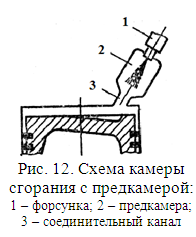 1
2
3
Рис. 12. Схема камеры
сгорания с предкамерой:
1 – форсунка; 2 – предкамера;
3 – соединительный канал